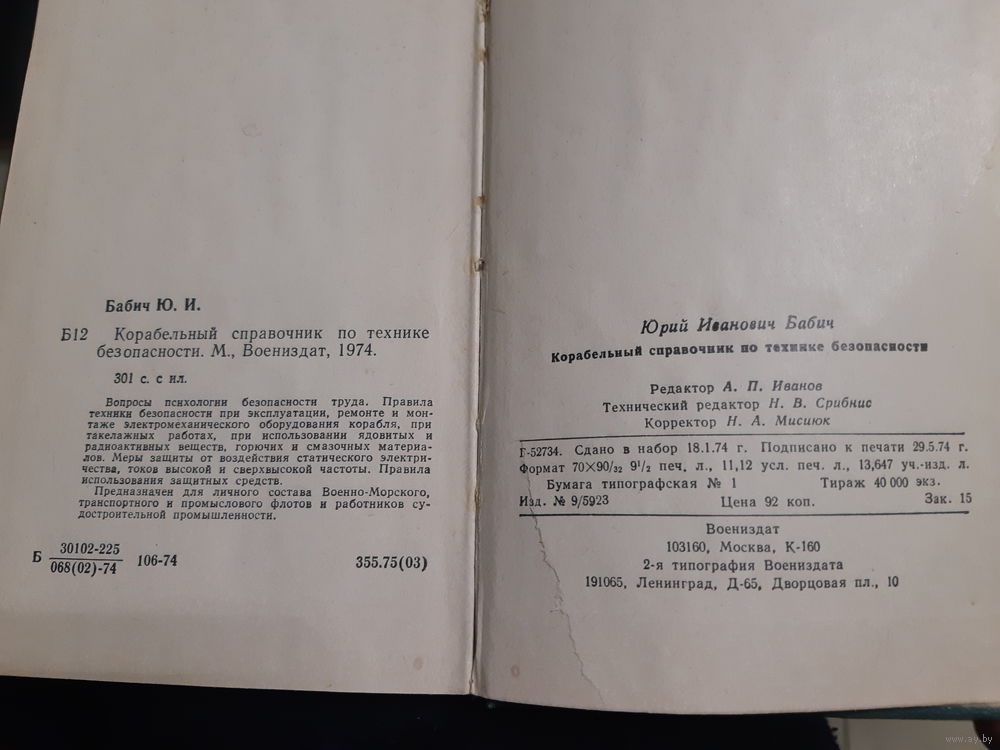 Бабич Ю. И.
Б12 Корабельный справочник по технике
безопасности. М., Воениздат, 1974.
301 с. с ил.
Вопросы психологии безопасности труда. Правила
техники безопасности при эксплуатации, ремонте и мон-
таже электромеханического оборудования корабля, при
такелажных работах, при использовании ядовитых и
радиоактивных веществ, горючих и смазочных материа-
лов. Меры защиты от воздействия статического электри-
чества, токов высокой и сверхвысокой частоты. Правила
использования защитных средств.
Предназначен для личного состава Военно-Морского,
транспортного и промыслового флотов и работников су-
достроительной промышленности.
Б 30102-225
068(02)-74 106-74 355.75(03)
Юрий Иванович Бабич
Корабельный справочник по технике безопасности
Редактор А. П. Иванов
Технический редактор Н. В. Срибнис
Корректор Н. А. Мисиюк
Г-52734. Сдано в набор 18.1.74 г. Подписано к печати 29.5.74 г.
Формат 70×90/32 9 1/2 печ. л., 11,12 усл. печ. л., 13,647 уч.-изд. л.
Бумага типографская № 1 Тираж 40 000 экз.
Изд. № 9/5923 Цена 92 коп. Зак. 15
Воениздат
103160, Москва, К-160
2-я типография Воениздата
191065, Ленинград, Д-65, Дворцовая пл., 10
www.ay.by